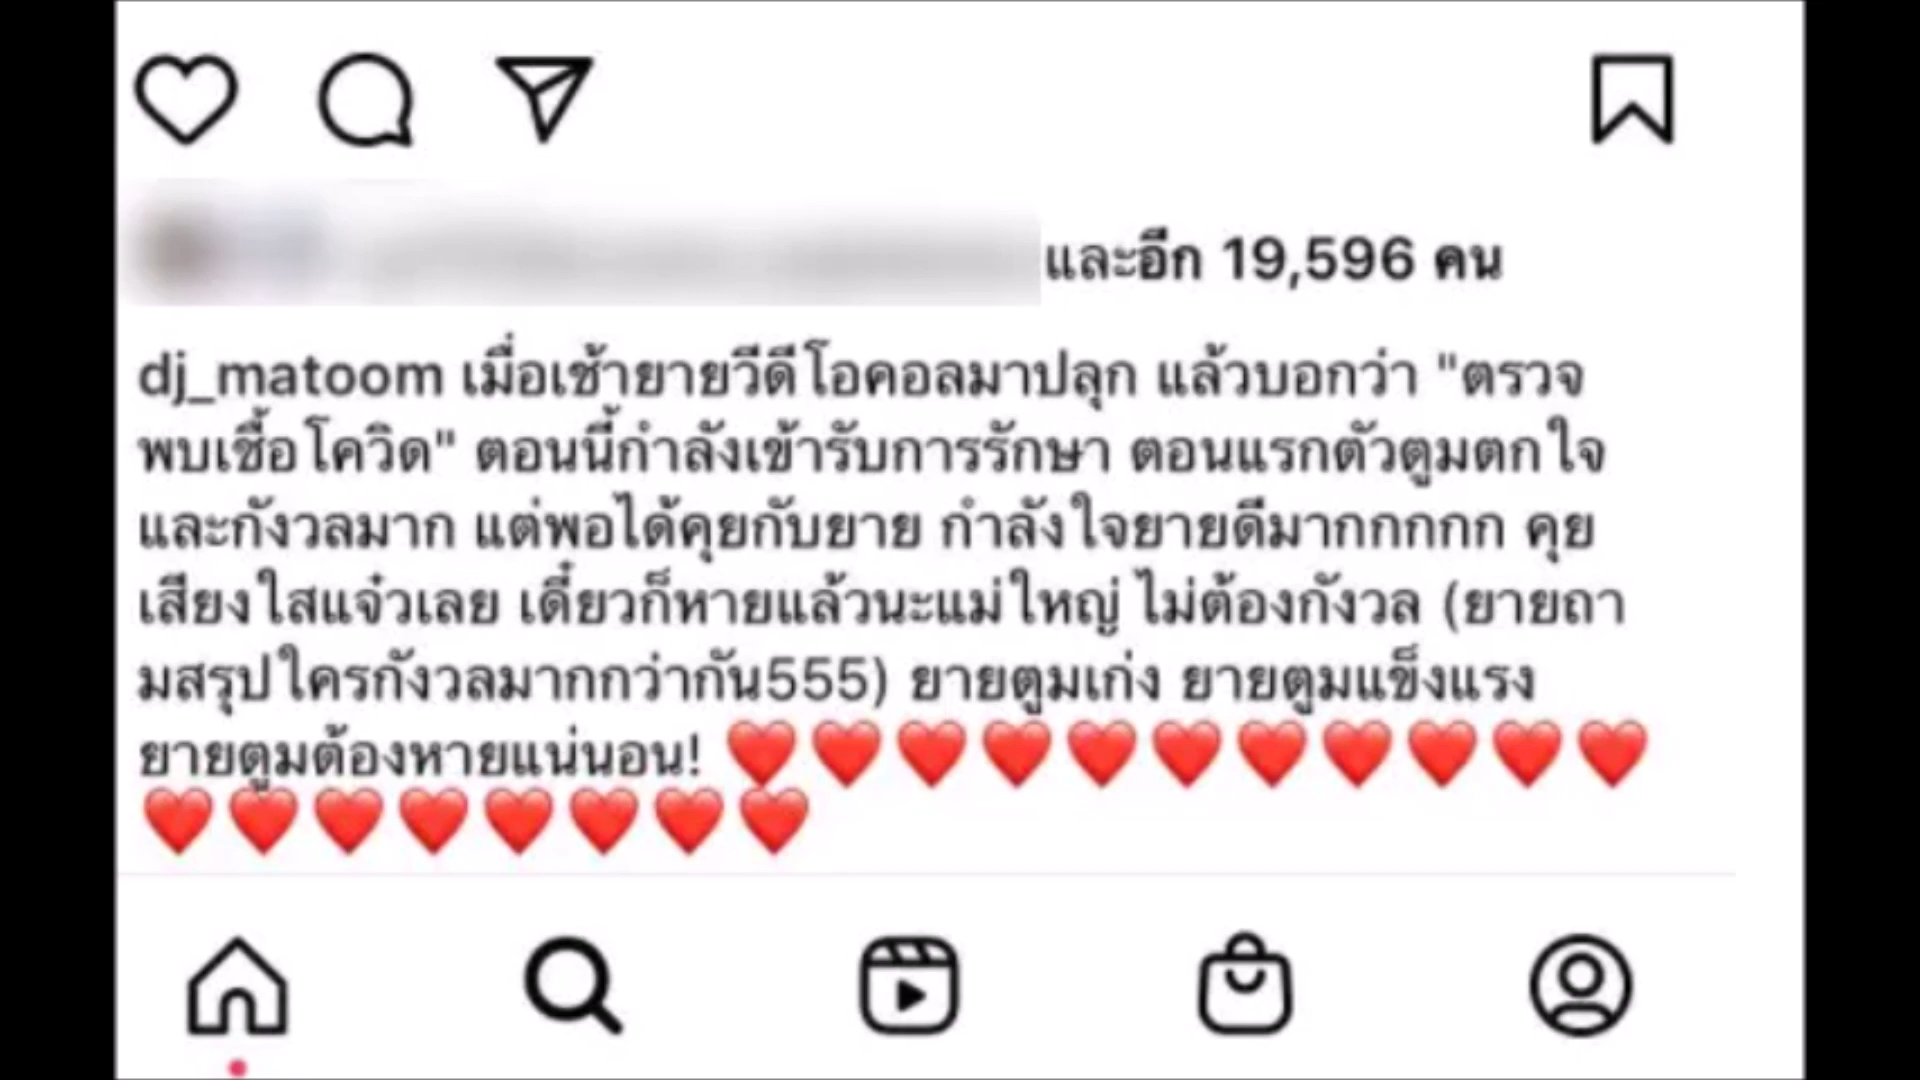 และอีก 19,596 คน
dj_matoom เมื่อเช้ายายวีดีโอคอลมาปลุก แล้วบอกว่า "ตรวจ
พบเชื้อโควิด" ตอนนี้กำลังเข้ารับการรักษา ตอนแรกตัวตูมตกใจ
และกังวลมาก แต่พอได้คุยกับยาย กำลังใจยายดีมากกกกก คุย
เสียงใสแจ๋วเลย เดี๋ยวก็หายแล้วนะแม่ใหญ่ ไม่ต้องกังวล (ยายถา
มสรุปใครกังวลมากกว่ากัน555) ยายตูมเก่ง ยายตูมแข็งแรง
ยายตูมต้องหายแน่นอน! ❤️❤️❤️❤️❤️❤️❤️❤️❤️❤️❤️
❤️❤️❤️❤️❤️❤️❤️❤️